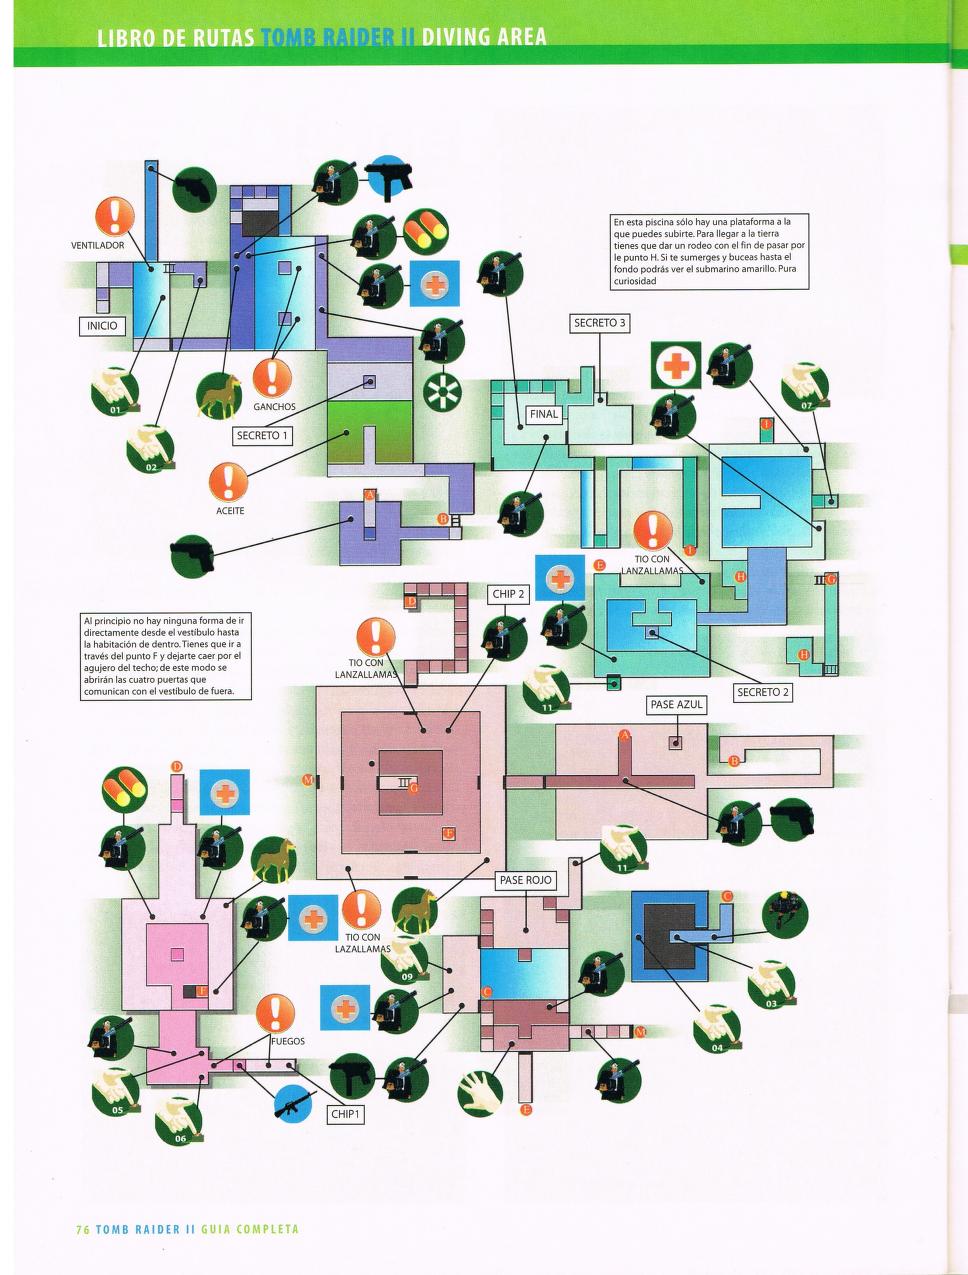 LIBRO DE RUTAS TOMB RAIDER II DIVING AREA
VENTILADOR
INICIO
01
02
GANCHOS
SECRETO 1
ACEITE
A
B
En esta piscina sólo hay una plataforma a la
que puedes subirte. Para llegar a la tierra
tienes que dar un rodeo con el fin de pasar por
le punto H. Si te sumerges y buceas hasta el
fondo podrás ver el submarino amarillo. Pura
curiosidad
SECRETO 3
FINAL
07
I
I
TIO CON
LANZALLAMAS
E
H
G
H
11
SECRETO 2
Al principio no hay ninguna forma de ir
directamente desde el vestíbulo hasta
la habitación de dentro. Tienes que ir a
través del punto F y dejarte caer por el
agujero del techo; de este modo se
abrirán las cuatro puertas que
comunican con el vestíbulo de fuera.
D
CHIP 2
TIO CON
LANZALLAMAS
PASE AZUL
A
B
M
G
F
D
11
PASE ROJO
TIO CON
LAZALLAMAS
09
C
C
03
04
F
FUEGOS
05
06
CHIP1
M
E
76 TOMB RAIDER II GUIA COMPLETA